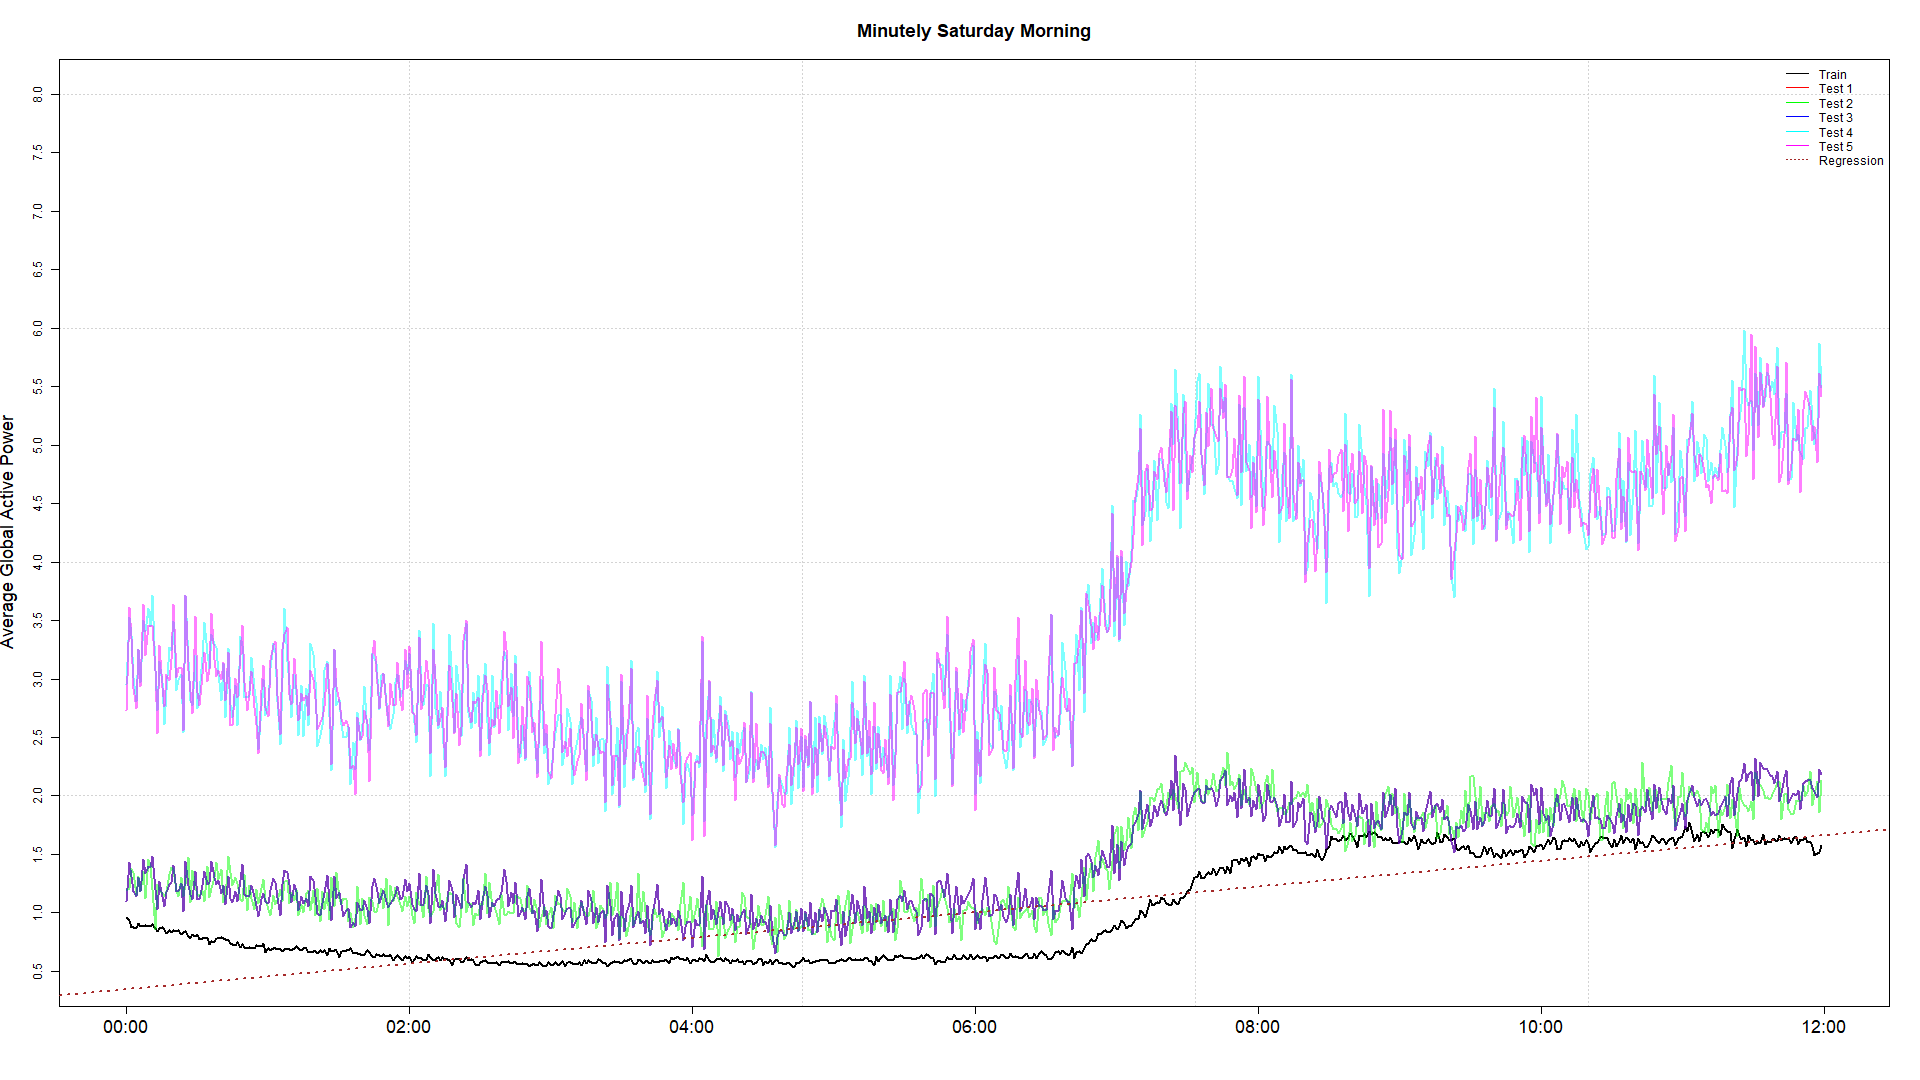 Minutely Saturday Morning
Average Global Active Power
8.0
7.5
7.0
6.5
6.0
5.5
5.0
4.5
4.0
3.5
3.0
2.5
2.0
1.5
1.0
0.5
Train
Test 1
Test 2
Test 3
Test 4
Test 5
Regression
00:00
02:00
04:00
06:00
08:00
10:00
12:00